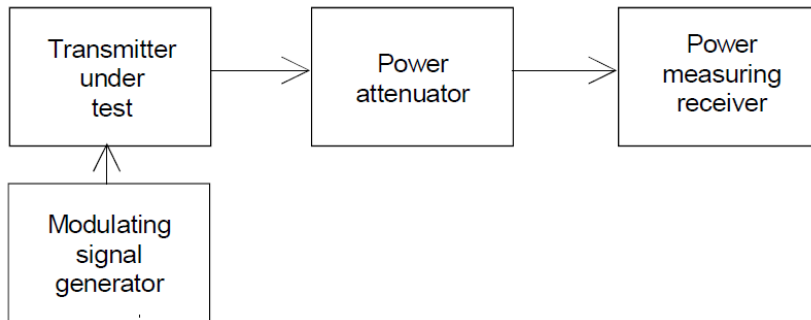 Transmitter
under
test
Power
attenuator
Power
measuring
receiver
Modulating
signal
generator